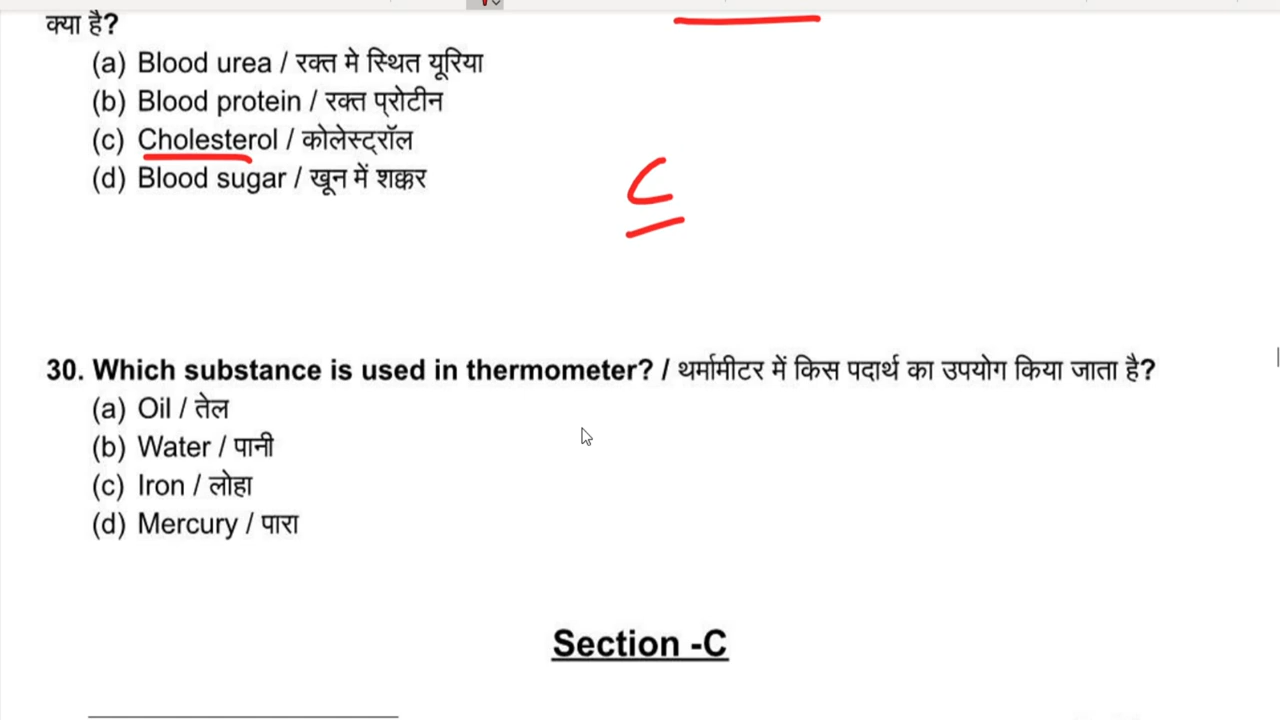 क्या है?
(a) Blood urea / रक्त मे स्थित यूरिया
(b) Blood protein / रक्त प्रोटीन
(c) Cholesterol / कोलेस्ट्रॉल
(d) Blood sugar / खून में शक्कर
C
30. Which substance is used in thermometer? / थर्मामीटर में किस पदार्थ का उपयोग किया जाता है?
(a) Oil / तेल
(b) Water / पानी
(c) Iron / लोहा
(d) Mercury / पारा
Section -C